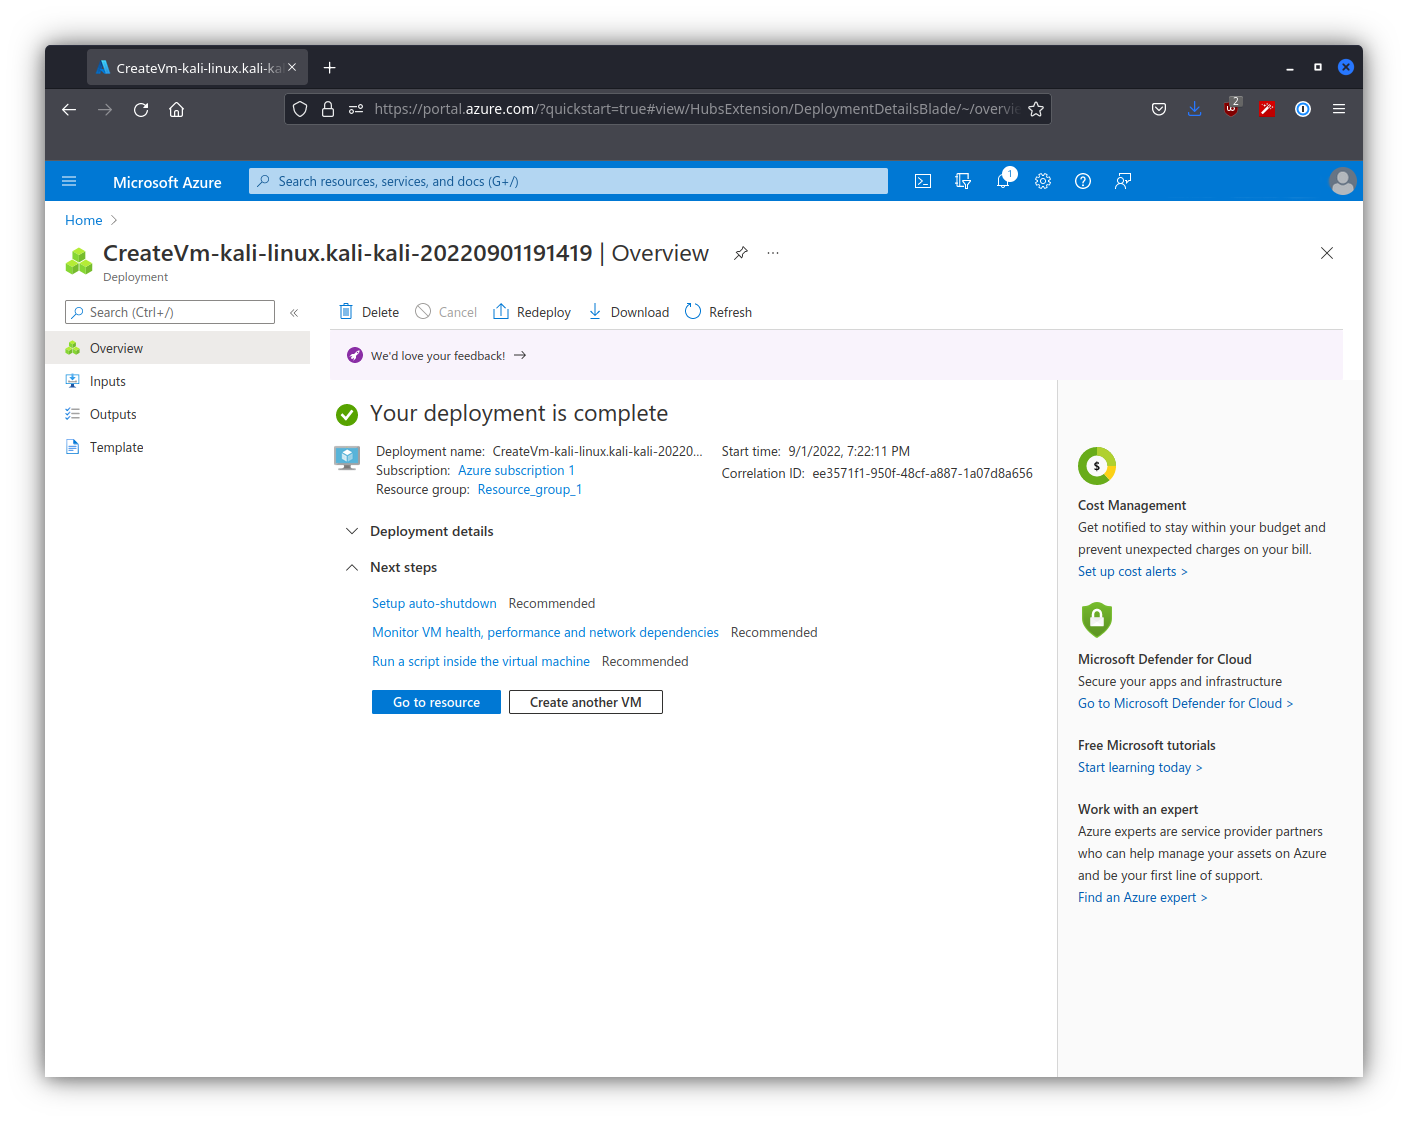 CreateVm-kali-linux.kali-ka
https://portal.azure.com/?quickstart=true#view/HubsExtension/DeploymentDetailsBlade/~/overvie
2
Microsoft Azure
Search resources, services, and docs (G+/)
1
Home
CreateVm-kali-linux.kali-kali-20220901191419 | Overview
Deployment
Search (Ctrl+/)
Overview
Inputs
Outputs
Template
Delete
Cancel
Redeploy
Download
Refresh
We'd love your feedback!
Your deployment is complete
Deployment name: CreateVm-kali-linux.kali-kali-20220...
Subscription: Azure subscription 1
Resource group: Resource_group_1
Start time: 9/1/2022, 7:22:11 PM
Correlation ID: ee3571f1-950f-48cf-a887-1a07d8a656
Deployment details
Next steps
Setup auto-shutdown Recommended
Monitor VM health, performance and network dependencies Recommended
Run a script inside the virtual machine Recommended
Go to resource
Create another VM
$
Cost Management
Get notified to stay within your budget and
prevent unexpected charges on your bill.
Set up cost alerts >
Microsoft Defender for Cloud
Secure your apps and infrastructure
Go to Microsoft Defender for Cloud >
Free Microsoft tutorials
Start learning today >
Work with an expert
Azure experts are service provider partners
who can help manage your assets on Azure
and be your first line of support.
Find an Azure expert >